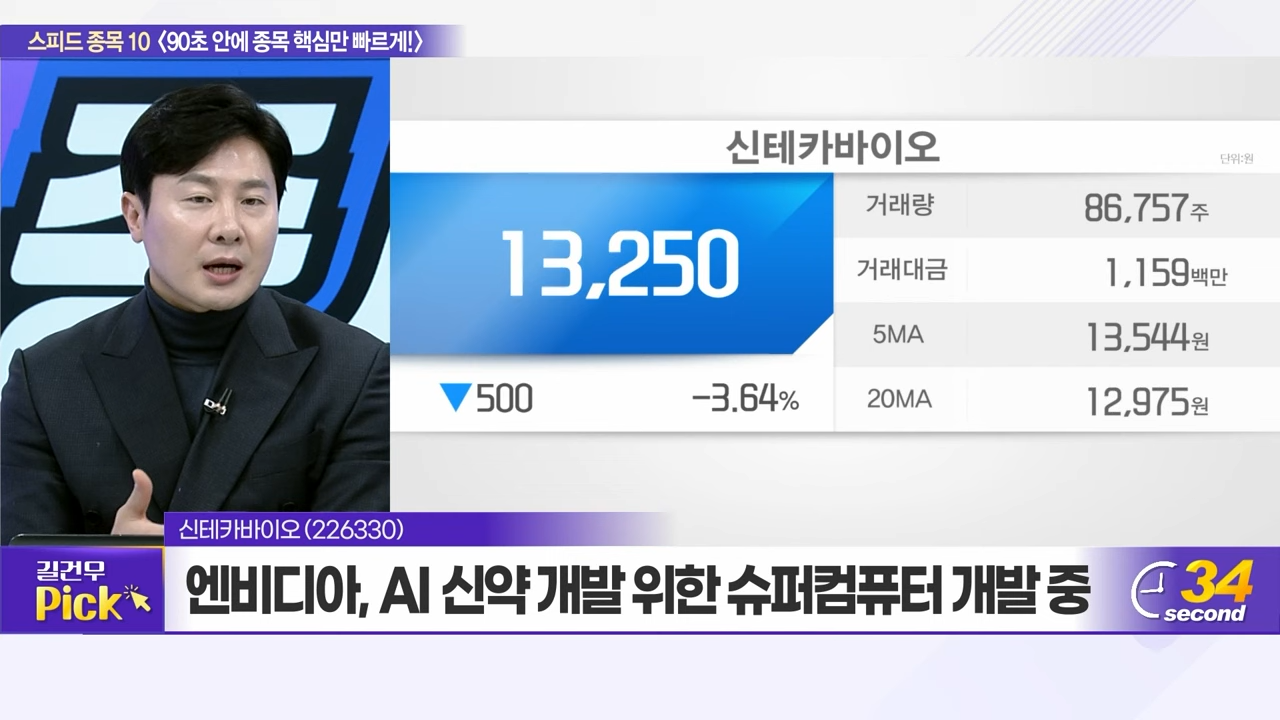 스피드 종목 10 〈90초 안에 종목 핵심만 빠르게!〉
신테카바이오
단위:원
13,250
▼500 -3.64%
거래량 86,757주
거래대금 1,159백만
5MA 13,544원
20MA 12,975원
신테카바이오 (226330)
길건무
Pick
엔비디아, AI 신약 개발 위한 슈퍼컴퓨터 개발 중
34
second